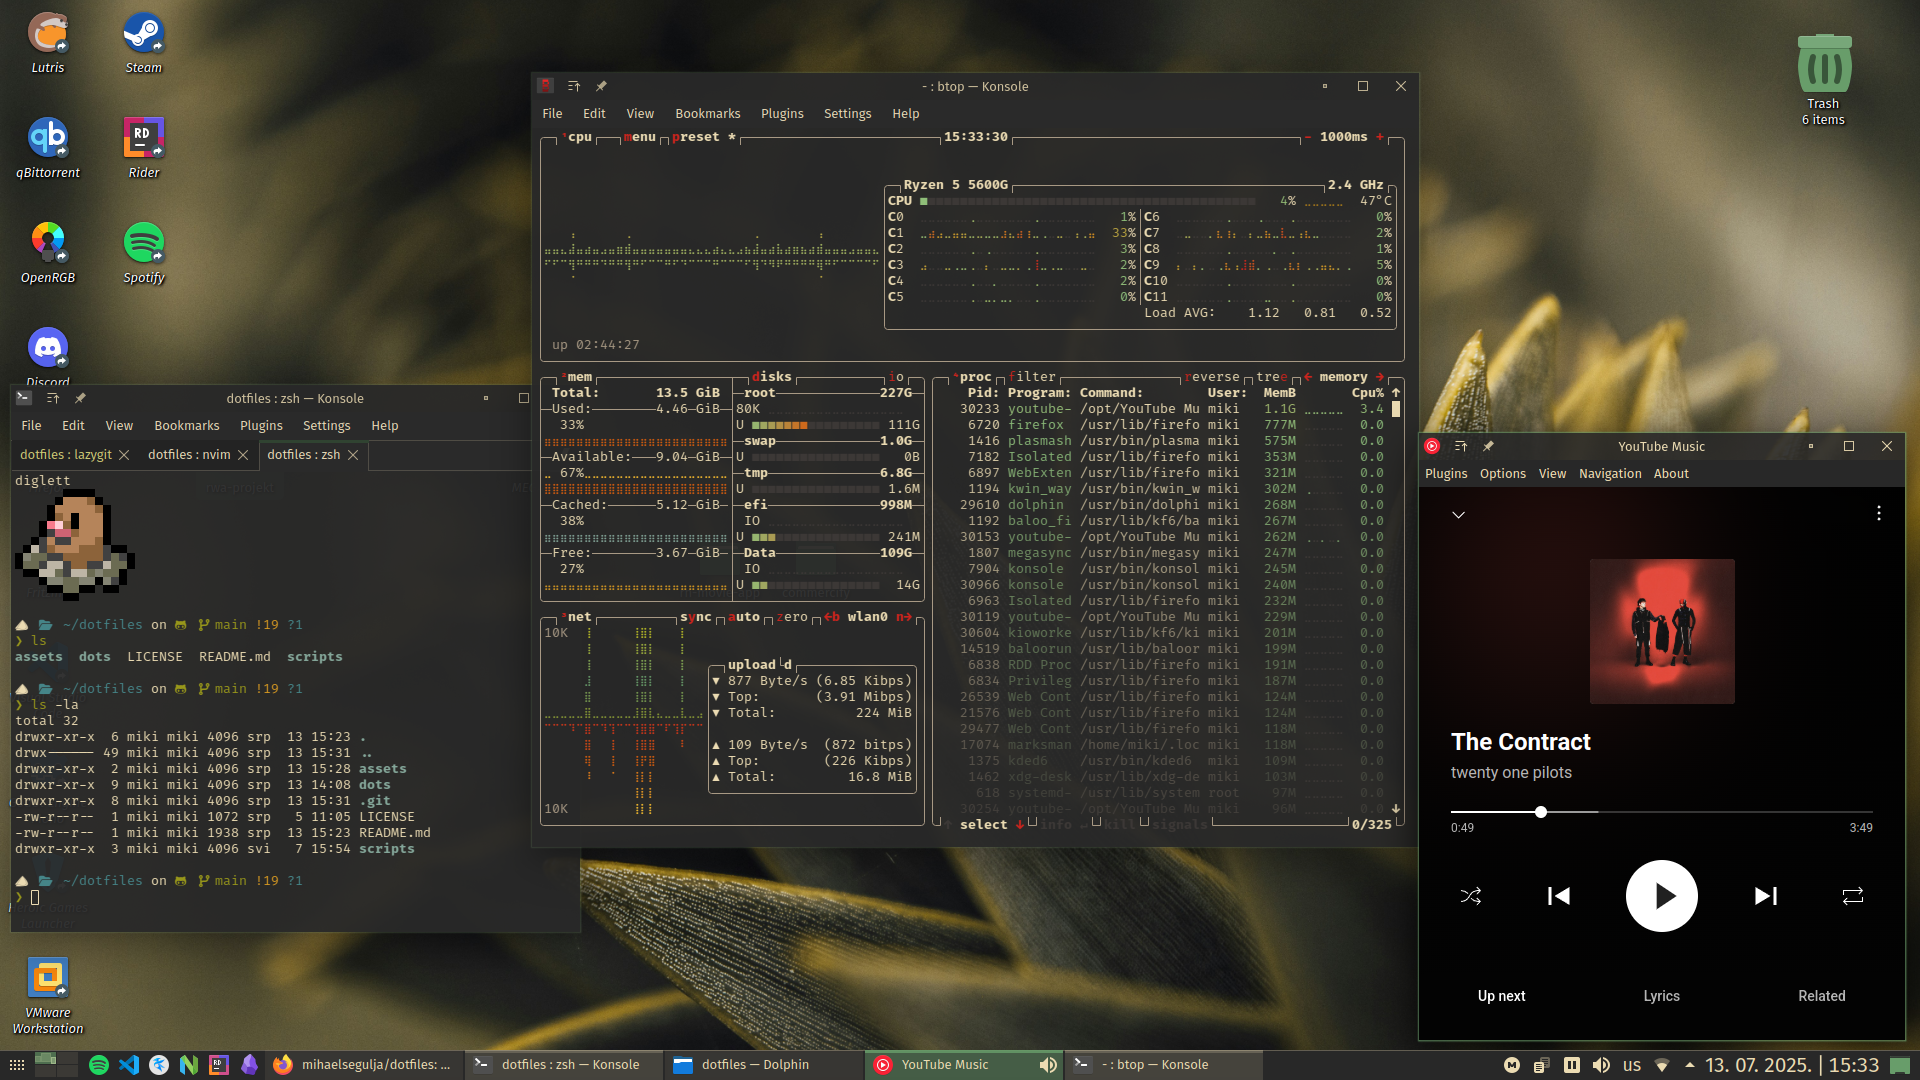 Lutris
Steam
qBittorrent
Rider
OpenRGB
Spotify
Discord
VMware
Workstation
Trash
6 items
dotfiles : zsh — Konsole
File Edit View Bookmarks Plugins Settings Help
dotfiles : lazygit
dotfiles : nvim
dotfiles : zsh
diglett
~/dotfiles on main !19 ?1
❯ ls
assets dots LICENSE README.md scripts
~/dotfiles on main !19 ?1
❯ ls -la
total 32
drwxr-xr-x 6 miki miki 4096 srp 13 15:23 .
drwx------ 49 miki miki 4096 srp 13 15:31 ..
drwxr-xr-x 2 miki miki 4096 srp 13 15:28 assets
drwxr-xr-x 9 miki miki 4096 srp 13 14:08 dots
drwxr-xr-x 8 miki miki 4096 srp 13 15:31 .git
-rw-r--r-- 1 miki miki 1072 srp 5 11:05 LICENSE
-rw-r--r-- 1 miki miki 1938 srp 13 15:23 README.md
drwxr-xr-x 3 miki miki 4096 svi 7 15:54 scripts
~/dotfiles on main !19 ?1
❯
- : btop — Konsole
File Edit View Bookmarks Plugins Settings Help
¹cpu menu preset * 15:33:30 - 1000ms +
Ryzen 5 5600G 2.4 GHz
CPU 4% 47°C
C0 1% C6 0%
C1 33% C7 2%
C2 3% C8 1%
C3 2% C9 5%
C4 2% C10 0%
C5 0% C11 0%
Load AVG: 1.12 0.81 0.52
up 02:44:27
²mem
Total: 13.5 GiB
Used: 4.46 GiB
33%
Available: 9.04 GiB
67%
Cached: 5.12 GiB
38%
Free: 3.67 GiB
27%
disks io
root 227G
80K
U 111G
swap 1.0G
U 0B
tmp 6.8G
U 1.6M
efi 998M
IO
U 241M
Data 109G
IO
U 14G
³net sync auto zero ←b wlan0 n→
10K
upload d
▼ 877 Byte/s (6.85 Kibps)
▼ Top: (3.91 Mibps)
▼ Total: 224 MiB
▲ 109 Byte/s (872 bitps)
▲ Top: (226 Kibps)
▲ Total: 16.8 MiB
10K
⁴proc filter reverse tree ← memory →
Pid: Program: Command: User: MemB Cpu% ↑
30233 youtube- /opt/YouTube Mu miki 1.1G 3.4
6720 firefox /usr/lib/firefo miki 777M 0.0
1416 plasmash /usr/bin/plasma miki 575M 0.0
7182 Isolated /usr/lib/firefo miki 353M 0.0
6897 WebExten /usr/lib/firefo miki 321M 0.0
1194 kwin_way /usr/bin/kwin_w miki 302M 0.0
29610 dolphin /usr/bin/dolphi miki 268M 0.0
1192 baloo_fi /usr/lib/kf6/ba miki 267M 0.0
30153 youtube- /opt/YouTube Mu miki 262M 0.0
1807 megasync /usr/bin/megasy miki 247M 0.0
7904 konsole /usr/bin/konsol miki 245M 0.0
30966 konsole /usr/bin/konsol miki 240M 0.0
6963 Isolated /usr/lib/firefo miki 232M 0.0
30119 youtube- /opt/YouTube Mu miki 229M 0.0
30604 kioworke /usr/lib/kf6/ki miki 201M 0.0
14519 baloorun /usr/lib/baloor miki 199M 0.0
6838 RDD Proc /usr/lib/firefo miki 191M 0.0
6834 Privileg /usr/lib/firefo miki 187M 0.0
26539 Web Cont /usr/lib/firefo miki 124M 0.0
21576 Web Cont /usr/lib/firefo miki 124M 0.0
29477 Web Cont /usr/lib/firefo miki 118M 0.0
17074 marksman /home/miki/.loc miki 118M 0.0
1375 kded6 /usr/bin/kded6 miki 109M 0.0
1462 xdg-desk /usr/lib/xdg-de miki 103M 0.0
618 systemd- /usr/lib/system root 97M 0.0
30254 youtube- /opt/YouTube Mu miki 96M 0.0 ↓
↑ select ↓ info kill signals 0/325
YouTube Music
Plugins Options View Navigation About
The Contract
twenty one pilots
0:49 3:49
Up next Lyrics Related
mihaelsegulja/dotfiles: ...
dotfiles : zsh — Konsole
dotfiles — Dolphin
YouTube Music
- : btop — Konsole
us
13. 07. 2025. | 15:33